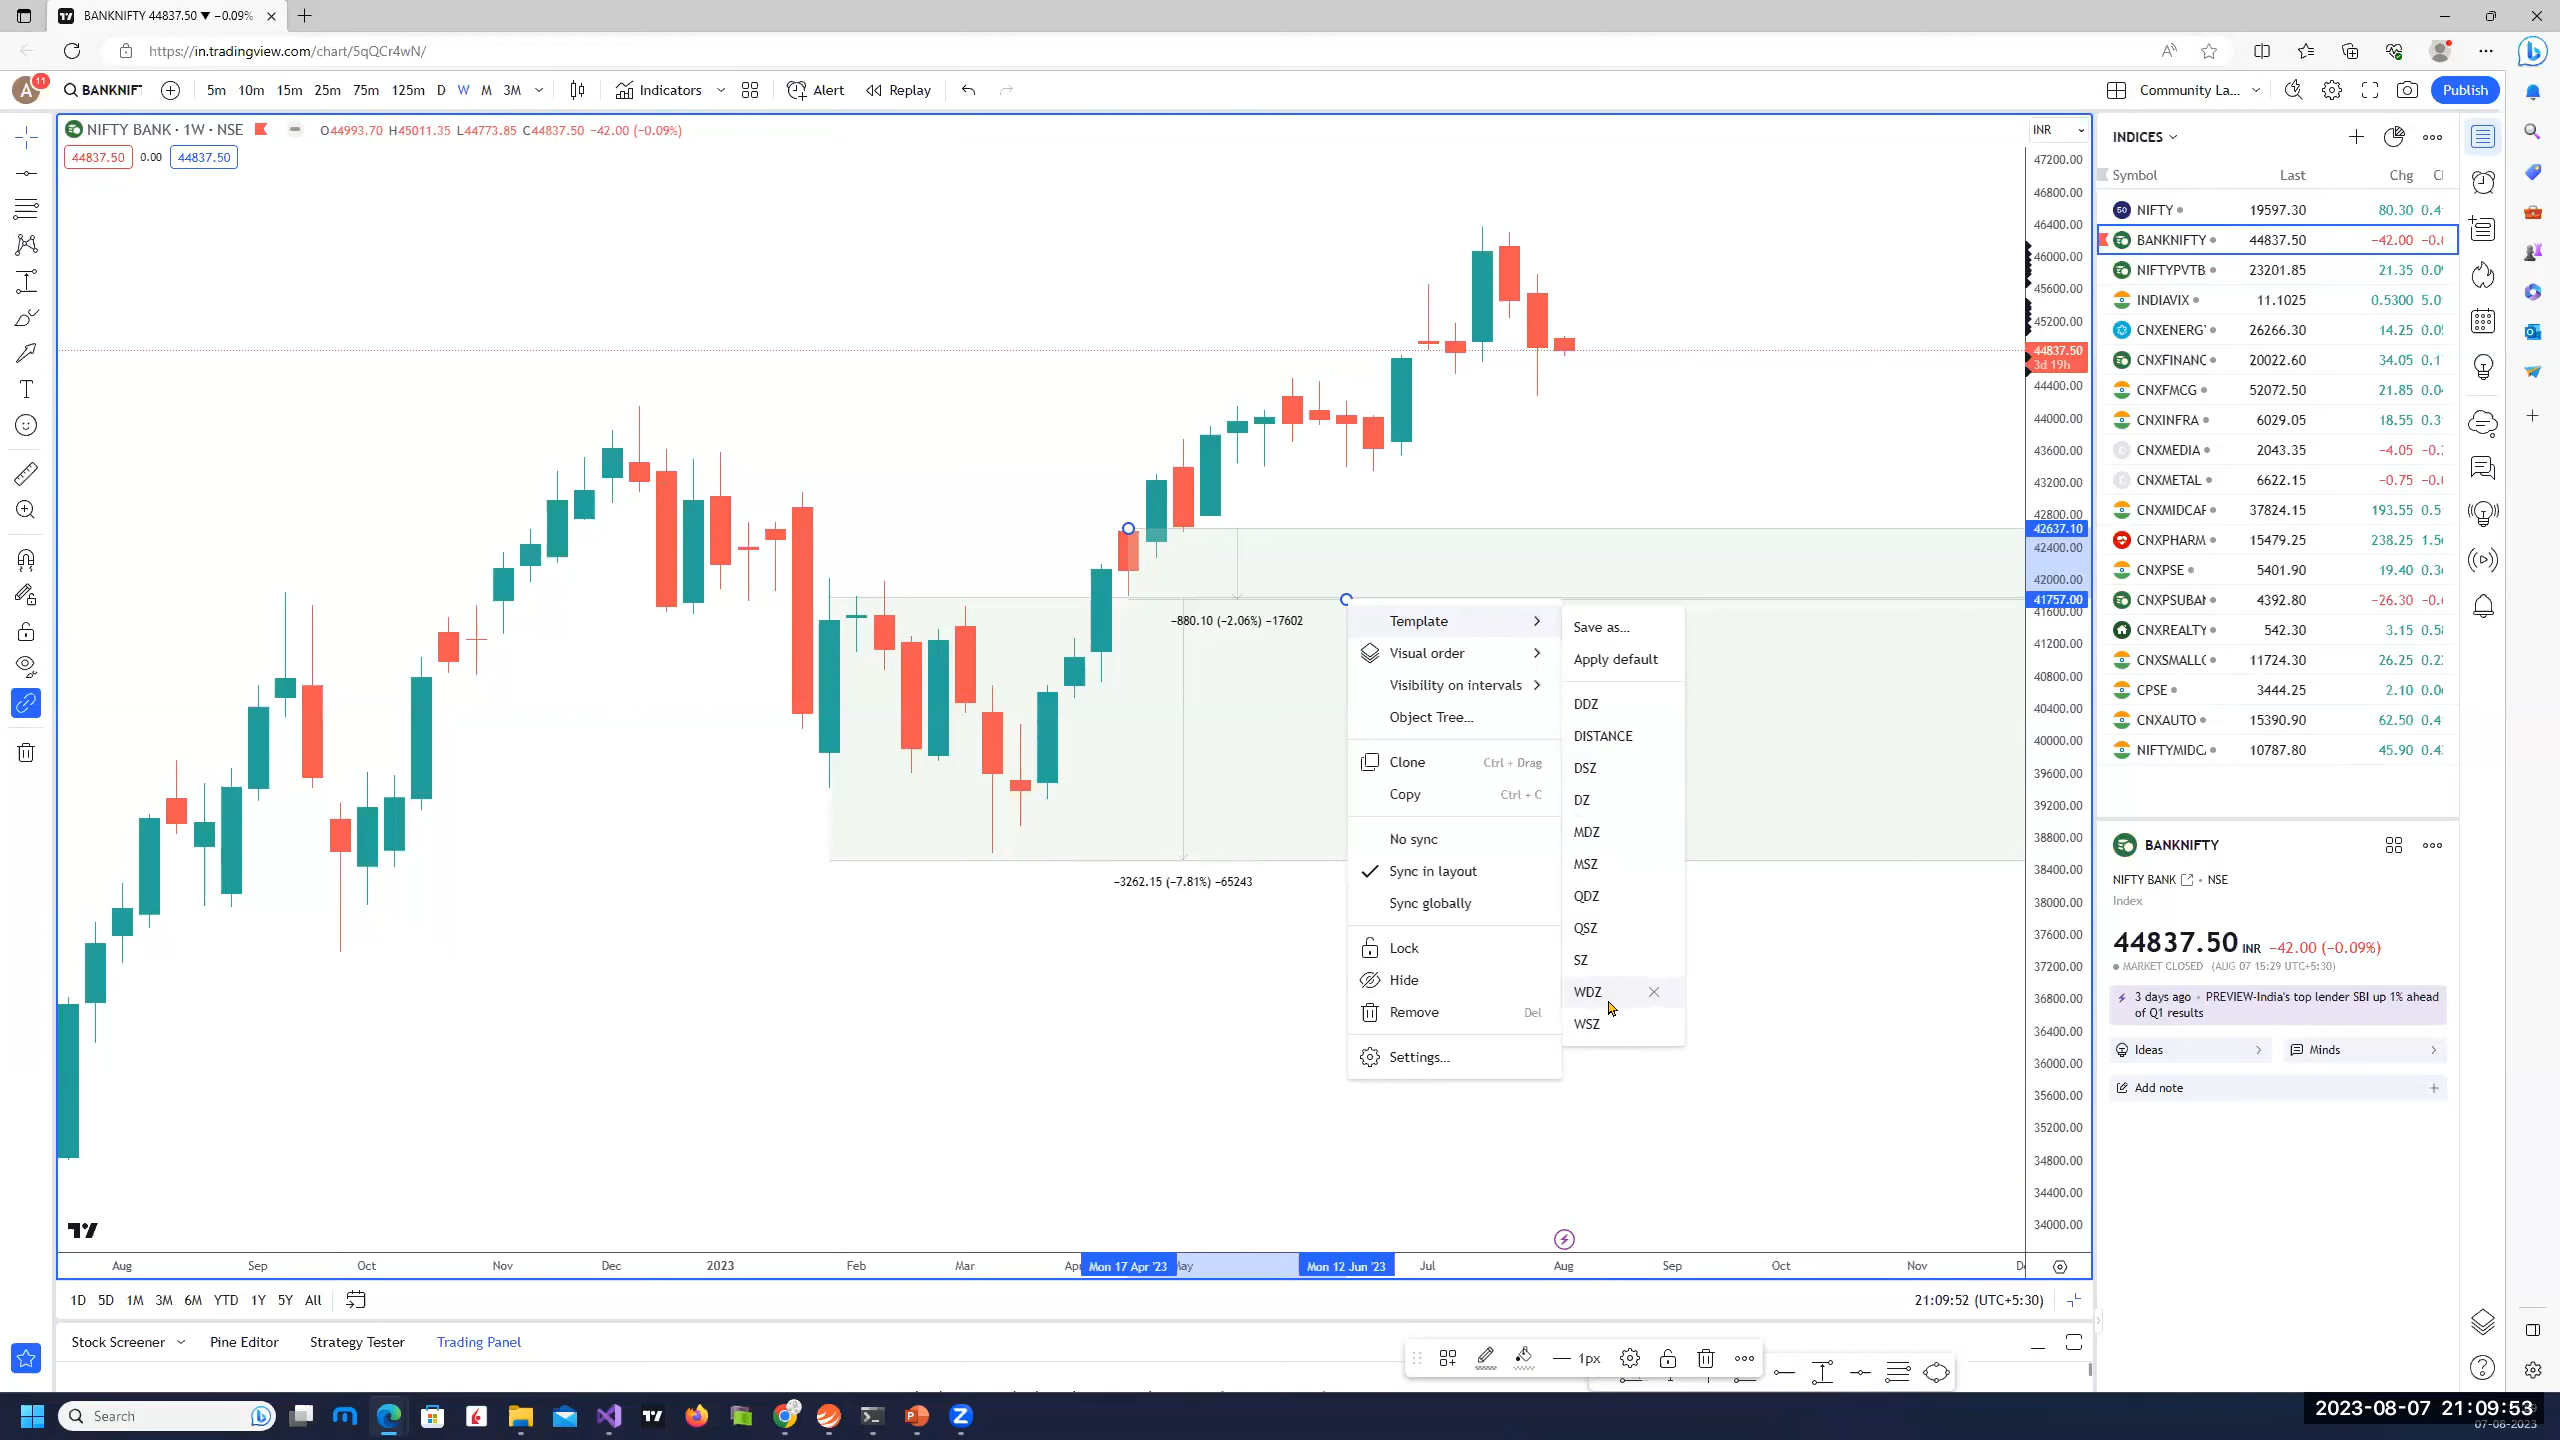 BANKNIFTY 44837.50 ▼ −0.09%
https://in.tradingview.com/chart/5qQCr4wN/
A 11 BANKNIF 5m 10m 15m 25m 75m 125m D W M 3M Indicators Alert Replay Community La... Publish
NIFTY BANK · 1W · NSE O44993.70 H45011.35 L44773.85 C44837.50 −42.00 (−0.09%)
44837.50 0.00 44837.50
INR
47200.00
46800.00
46400.00
46000.00
45600.00
45200.00
44837.50
3d 19h
44400.00
44000.00
43600.00
43200.00
42800.00
42637.10
42400.00
42000.00
41757.00
41600.00
41200.00
40800.00
40400.00
40000.00
39600.00
39200.00
38800.00
38400.00
38000.00
37600.00
37200.00
36800.00
36400.00
36000.00
35600.00
35200.00
34800.00
34400.00
34000.00
−880.10 (−2.06%) −17602
−3262.15 (−7.81%) −65243
Template
Visual order
Visibility on intervals
Object Tree...
Clone Ctrl + Drag
Copy Ctrl + C
No sync
Sync in layout
Sync globally
Lock
Hide
Remove Del
Settings...
Save as...
Apply default
DDZ
DISTANCE
DSZ
DZ
MDZ
MSZ
QDZ
QSZ
SZ
WDZ
WSZ
Aug Sep Oct Nov Dec 2023 Feb Mar Mon 17 Apr '23 May Mon 12 Jun '23 Jul Aug Sep Oct Nov
1D 5D 1M 3M 6M YTD 1Y 5Y All 21:09:52 (UTC+5:30)
Stock Screener Pine Editor Strategy Tester Trading Panel
1px
INDICES
Symbol Last Chg
NIFTY 19597.30 80.30
BANKNIFTY 44837.50 −42.00
NIFTYPVTB 23201.85 21.35
INDIAVIX 11.1025 0.5300
CNXENERG 26266.30 14.25
CNXFINANC 20022.60 34.05
CNXFMCG 52072.50 21.85
CNXINFRA 6029.05 18.55
CNXMEDIA 2043.35 −4.05
CNXMETAL 6622.15 −0.75
CNXMIDCAP 37824.15 193.55
CNXPHARM 15479.25 238.25
CNXPSE 5401.90 19.40
CNXPSUBAN 4392.80 −26.30
CNXREALTY 542.30 3.15
CNXSMALLC 11724.30 26.25
CPSE 3444.25 2.10
CNXAUTO 15390.90 62.50
NIFTYMIDC 10787.80 45.90
BANKNIFTY
NIFTY BANK · NSE
Index
44837.50 INR −42.00 (−0.09%)
MARKET CLOSED (AUG 07 15:29 UTC+5:30)
3 days ago · PREVIEW-India's top lender SBI up 1% ahead
of Q1 results
Ideas Minds
Add note
Search
2023-08-07 21:09:53
07-08-2023